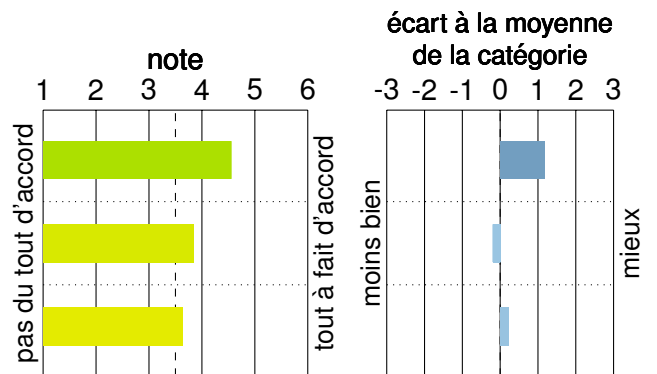 note
1 2 3 4 5 6
pas du tout d'accord
tout à fait d'accord
écart à la moyenne
de la catégorie
-3 -2 -1 0 1 2 3
moins bien
mieux